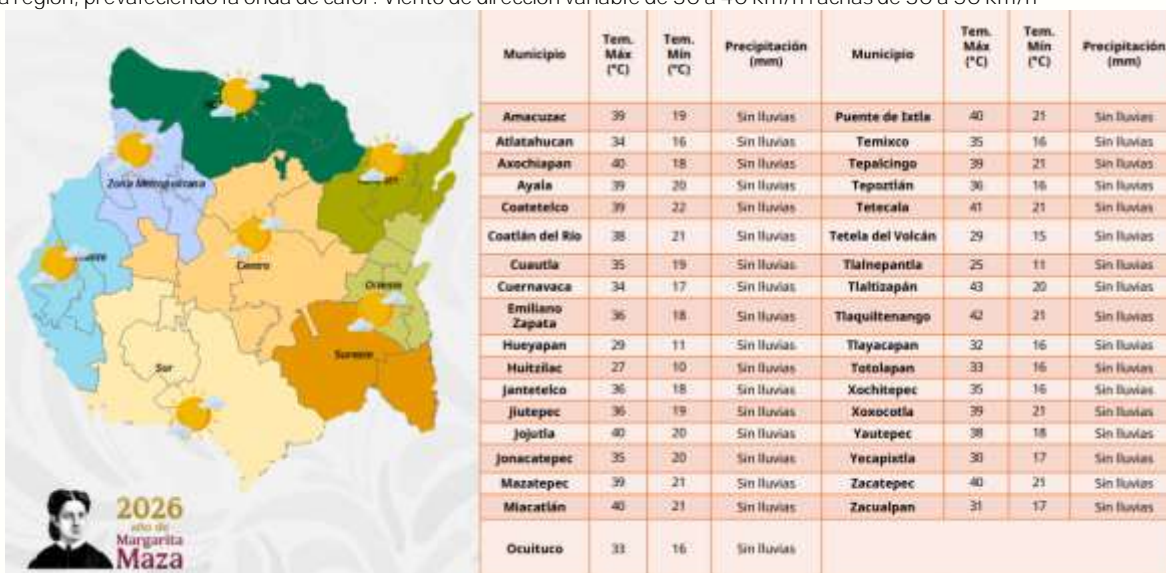 a región, prevaleciendo la onda de calor. Viento de dirección variable de 30 a 40 km/h rachas de 30 a 50 km/h
Municipio Tem. Máx (°C) Tem. Mín (°C) Precipitación (mm) Municipio Tem. Máx (°C) Tem. Mín (°C) Precipitación (mm)
Amacuzac 39 19 Sin lluvias Puente de Ixtla 40 21 Sin lluvias
Atlatahucan 34 16 Sin lluvias Temixco 35 16 Sin lluvias
Axochiapan 40 18 Sin lluvias Tepalcingo 39 21 Sin lluvias
Ayala 39 20 Sin lluvias Tepoztlán 36 16 Sin lluvias
Coatetelco 39 22 Sin lluvias Tetecala 41 21 Sin lluvias
Coatlán del Río 38 21 Sin lluvias Tetela del Volcán 29 15 Sin lluvias
Cuautla 35 19 Sin lluvias Tlalnepantla 25 11 Sin lluvias
Cuernavaca 34 17 Sin lluvias Tlaltizapán 43 20 Sin lluvias
Emiliano Zapata 36 18 Sin lluvias Tlaquiltenango 42 21 Sin lluvias
Hueyapan 29 11 Sin lluvias Tlayacapan 32 16 Sin lluvias
Huitzilac 27 10 Sin lluvias Totolapan 33 16 Sin lluvias
Jantetelco 36 18 Sin lluvias Xochitepec 35 16 Sin lluvias
Jiutepec 36 19 Sin lluvias Xoxocotla 39 21 Sin lluvias
Jojutla 40 20 Sin lluvias Yautepec 38 18 Sin lluvias
Jonacatepec 35 20 Sin lluvias Yecapixtla 30 17 Sin lluvias
Mazatepec 39 21 Sin lluvias Zacatepec 40 21 Sin lluvias
Miacatlán 40 21 Sin lluvias Zacualpan 31 17 Sin lluvias
Ocuituco 33 16 Sin lluvias
Zona Metropolitana
Centro
Oriente
Sureste
Sur
2026
año de
Margarita
Maza